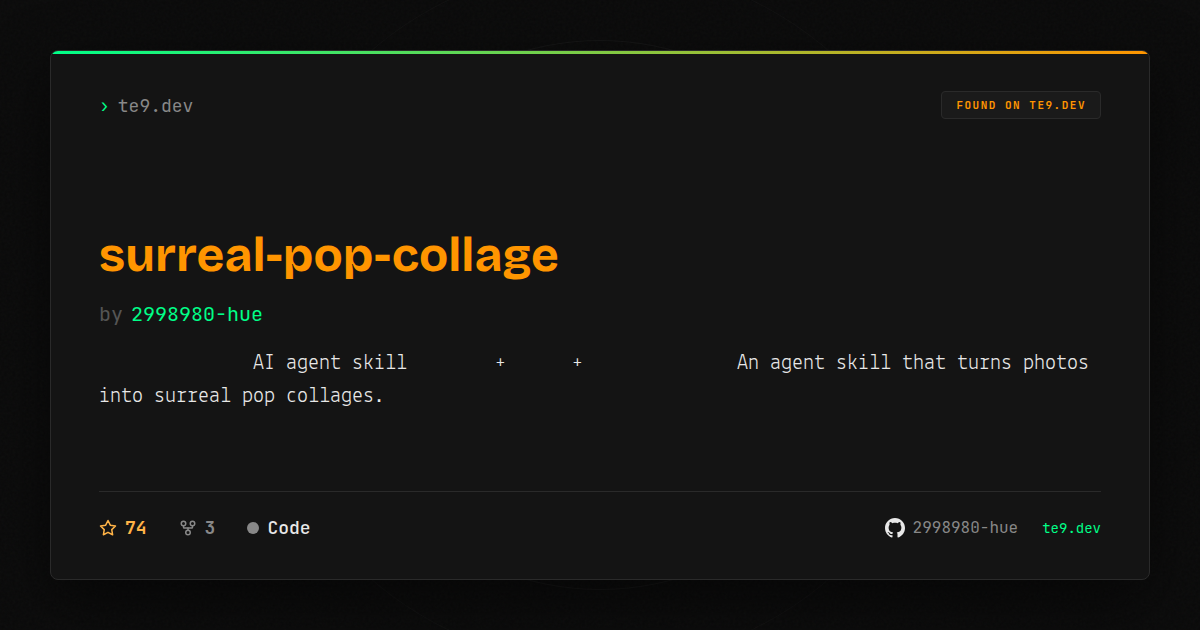 › te9.dev
FOUND ON TE9.DEV
surreal-pop-collage
by 2998980-hue
AI agent skill + + An agent skill that turns photos
into surreal pop collages.
74 3 Code
2998980-hue te9.dev